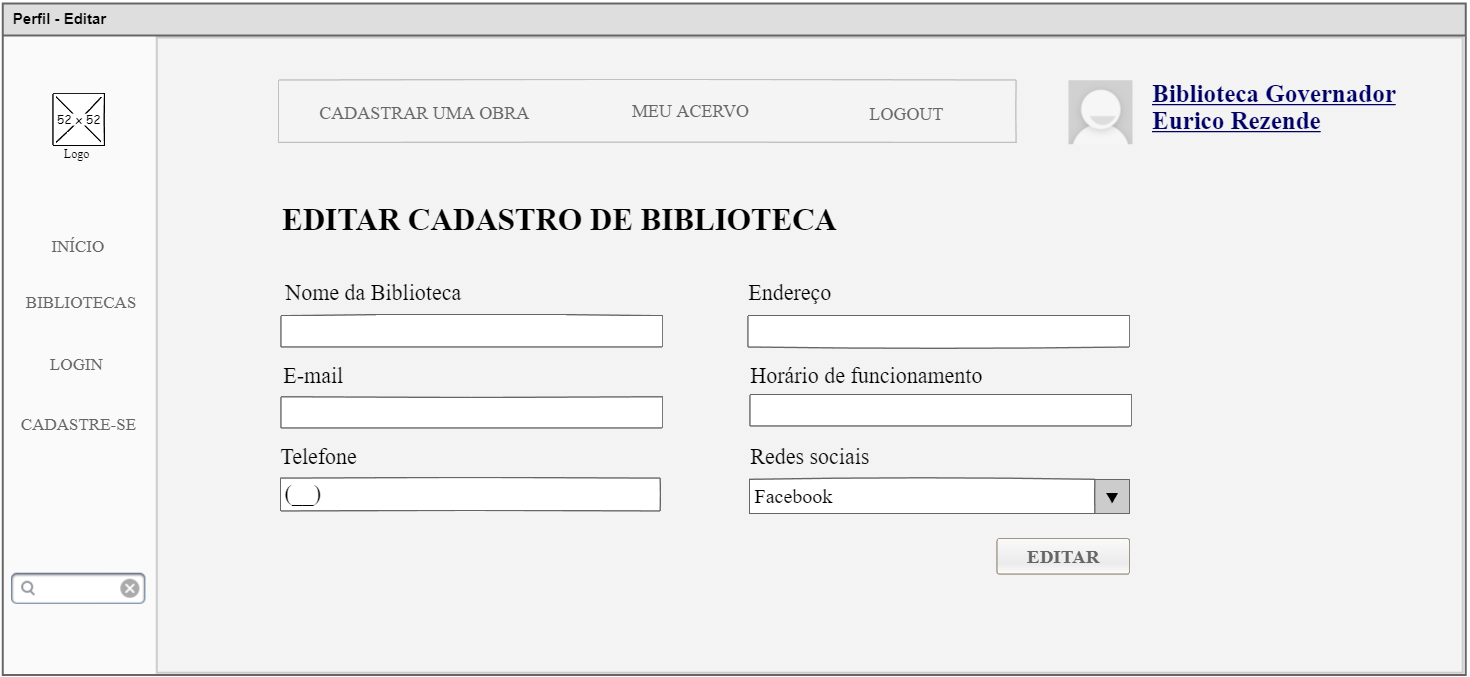 Perfil - Editar
52 x 52
Logo
INÍCIO
BIBLIOTECAS
LOGIN
CADASTRE-SE
CADASTRAR UMA OBRA
MEU ACERVO
LOGOUT
Biblioteca Governador
Eurico Rezende
EDITAR CADASTRO DE BIBLIOTECA
Nome da Biblioteca
Endereço
E-mail
Horário de funcionamento
Telefone
Redes sociais
(__)
Facebook
EDITAR